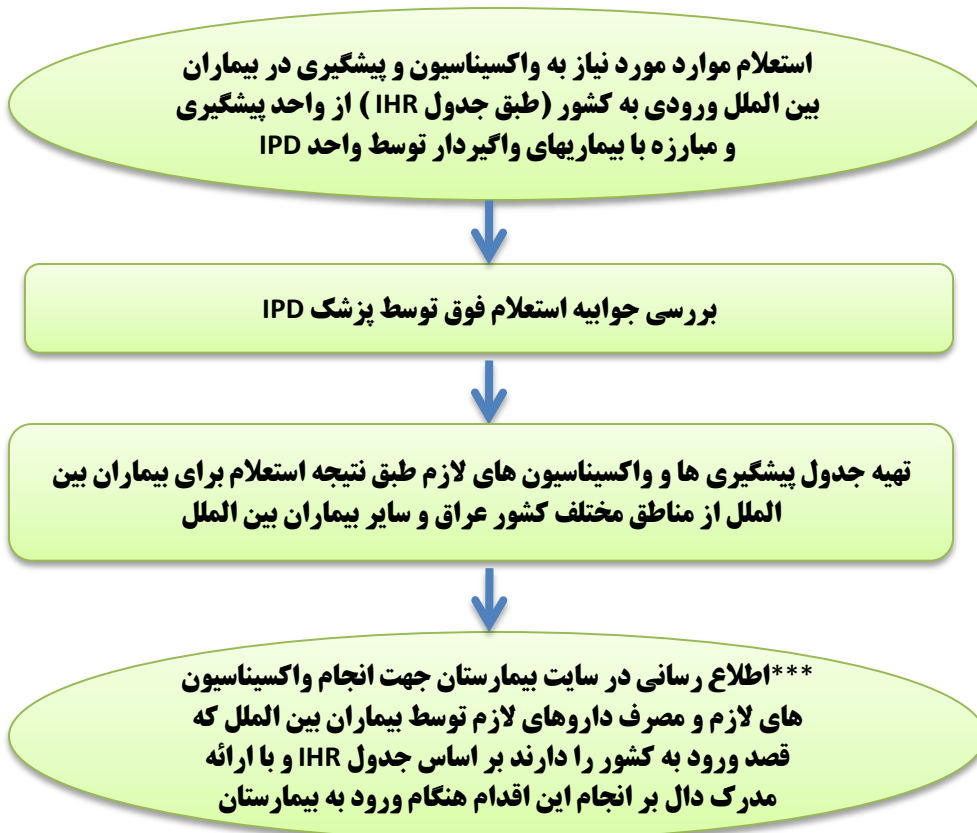 استعلام موارد مورد نیاز به واکسیناسیون و پیشگیری در بیماران
بین الملل ورودی به کشور (طبق جدول IHR ) از واحد پیشگیری
و مبارزه با بیماریهای واگیردار توسط واحد IPD
بررسی جوابیه استعلام فوق توسط پزشک IPD
تهیه جدول پیشگیری ها و واکسیناسیون های لازم طبق نتیجه استعلام برای بیماران بین
الملل از مناطق مختلف کشور عراق و سایر بیماران بین الملل
***اطلاع رسانی در سایت بیمارستان جهت انجام واکسیناسیون
های لازم و مصرف داروهای لازم توسط بیماران بین الملل که
قصد ورود به کشور را دارند بر اساس جدول IHR و با ارائه
مدرک دال بر انجام این اقدام هنگام ورود به بیمارستان